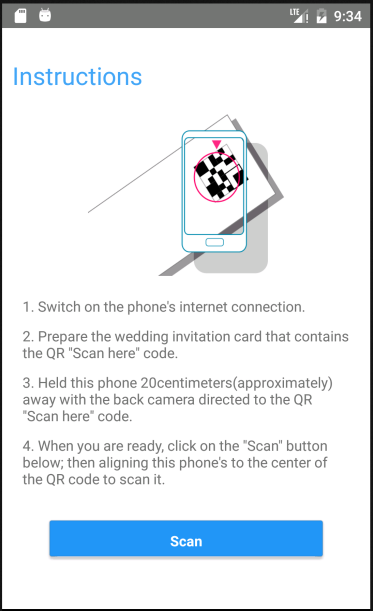 LTE 9:34
Instructions
1. Switch on the phone's internet connection.
2. Prepare the wedding invitation card that contains
the QR "Scan here" code.
3. Held this phone 20centimeters(approximately)
away with the back camera directed to the QR
"Scan here" code.
4. When you are ready, click on the "Scan" button
below; then aligning this phone's to the center of
the QR code to scan it.
Scan